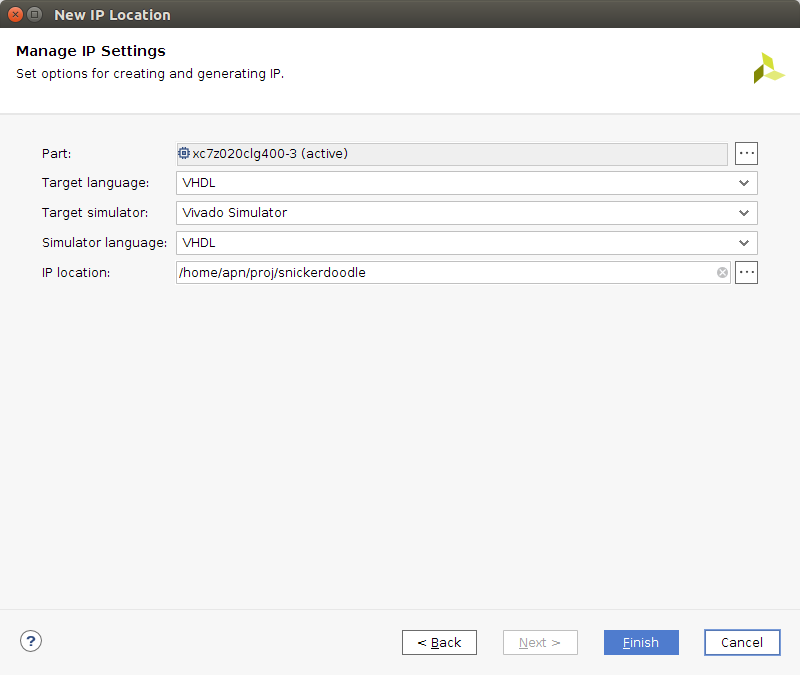 New IP Location
Manage IP Settings
Set options for creating and generating IP.
Part: xc7z020clg400-3 (active) ...
Target language: VHDL
Target simulator: Vivado Simulator
Simulator language: VHDL
IP location: /home/apn/proj/snickerdoodle ...
? < Back Next > Finish Cancel